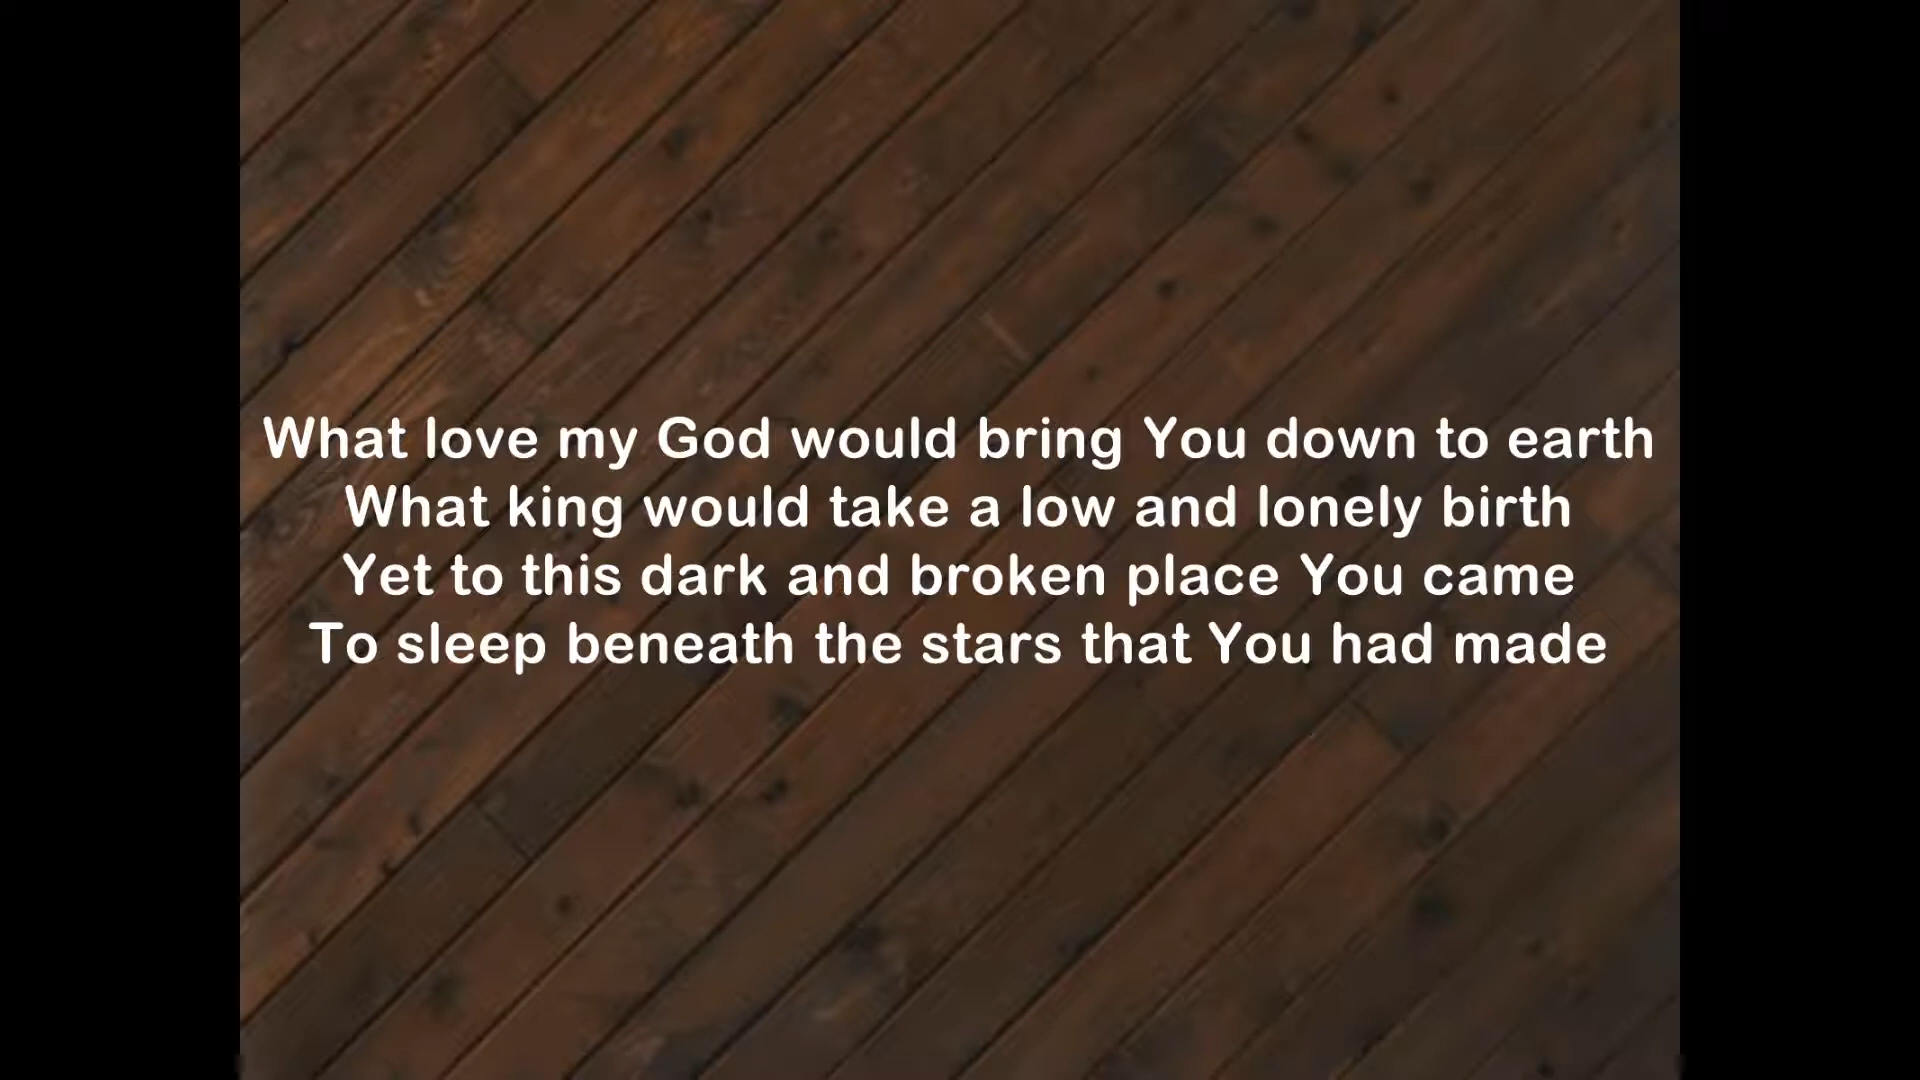 What love my God would bring You down to earth
What king would take a low and lonely birth
Yet to this dark and broken place You came
To sleep beneath the stars that You had made